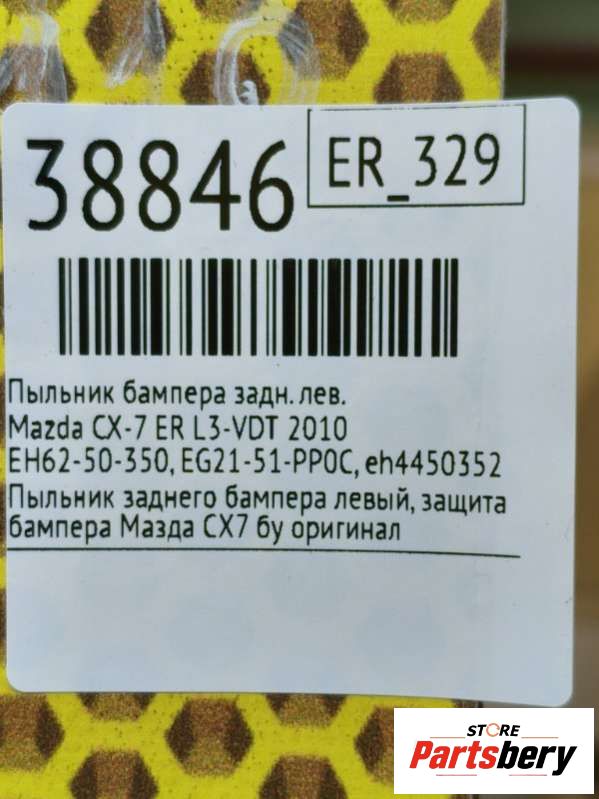 38846
ER_329
Пыльник бампера задн. лев.
Mazda CX-7 ER L3-VDT 2010
EH62-50-350, EG21-51-PP0C, eh4450352
Пыльник заднего бампера левый, защита
бампера Мазда СХ7 бу оригинал
STORE
Partsbery